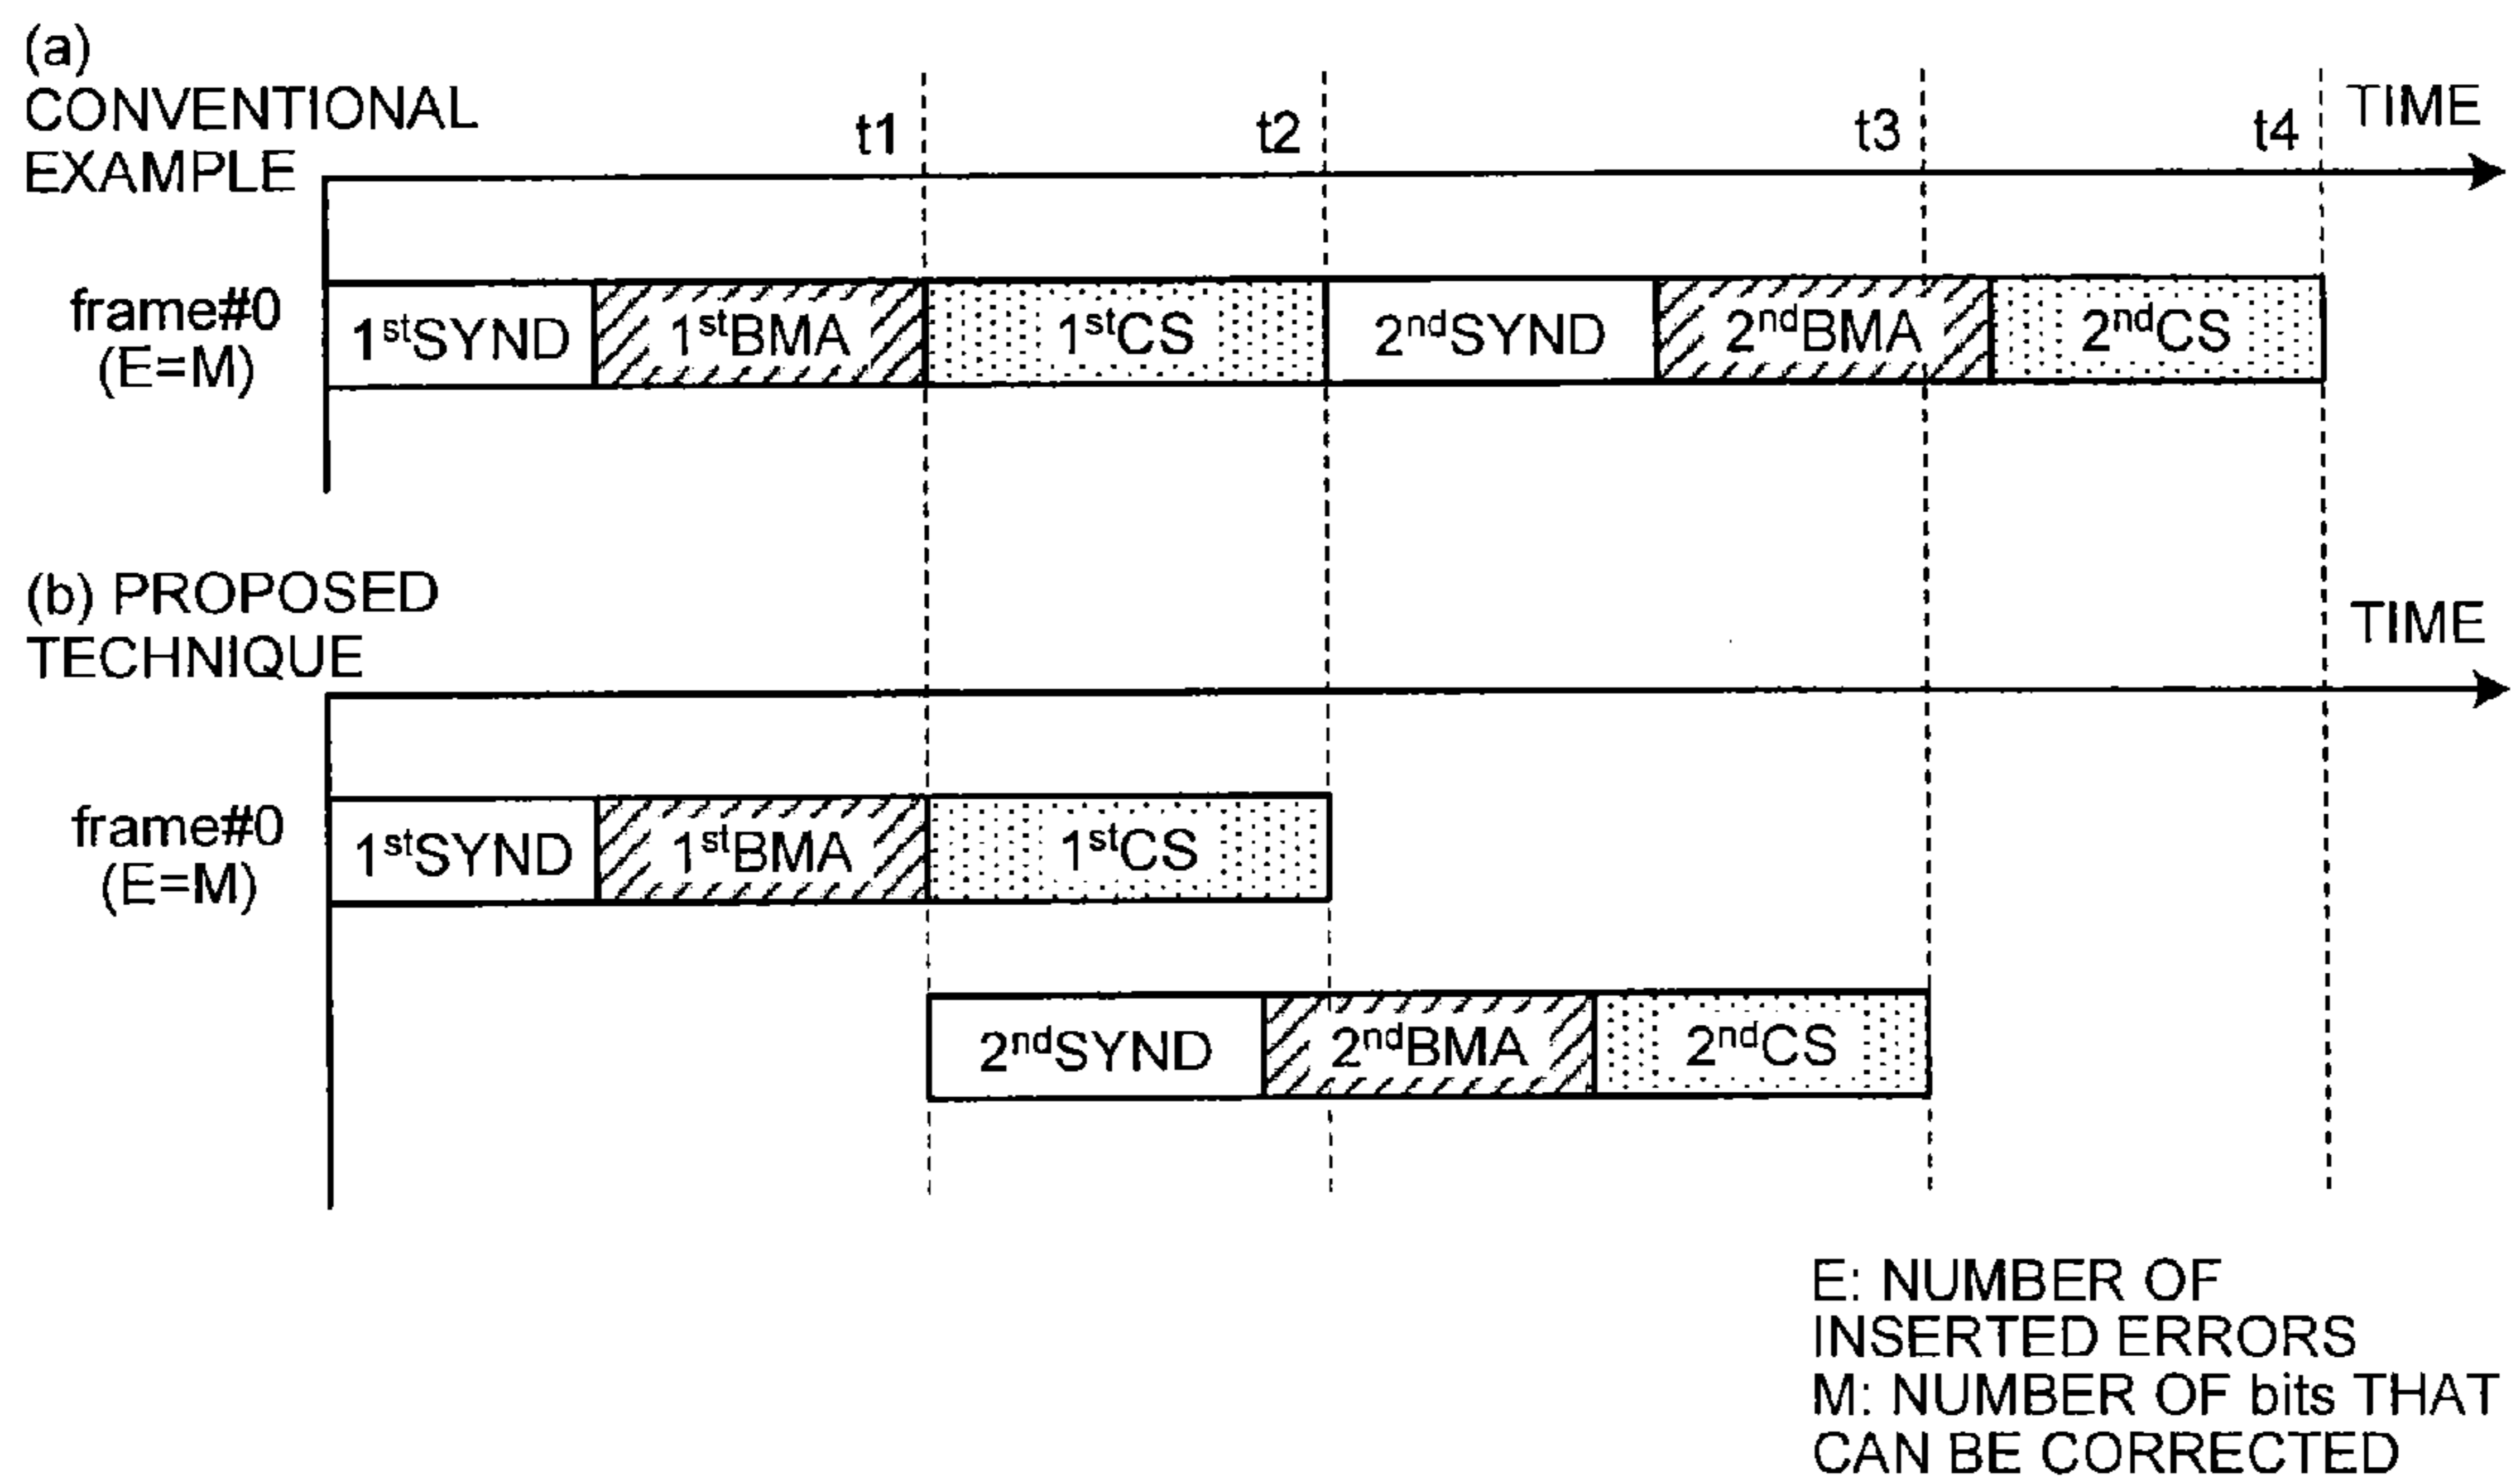 (a)
CONVENTIONAL
EXAMPLE
t1
t2
t3
t4
TIME
frame#0
(E=M)
1stSYND
1stBMA
1stCS
2ndSYND
2ndBMA
2ndCS
(b) PROPOSED
TECHNIQUE
TIME
frame#0
(E=M)
1stSYND
1stBMA
1stCS
2ndSYND
2ndBMA
2ndCS
E: NUMBER OF
INSERTED ERRORS
M: NUMBER OF bits THAT
CAN BE CORRECTED